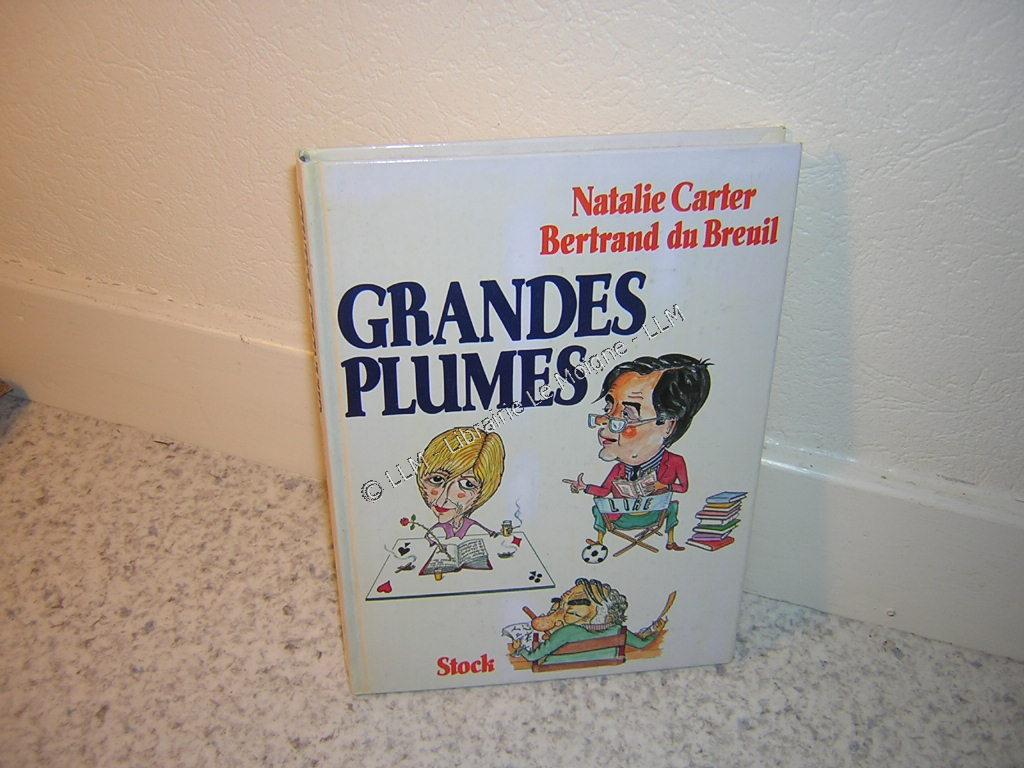 Natalie Carter
Bertrand du Breuil
GRANDES
PLUMES
© LLM - Librairie Le Moigne - LLM
LIRE
Stock